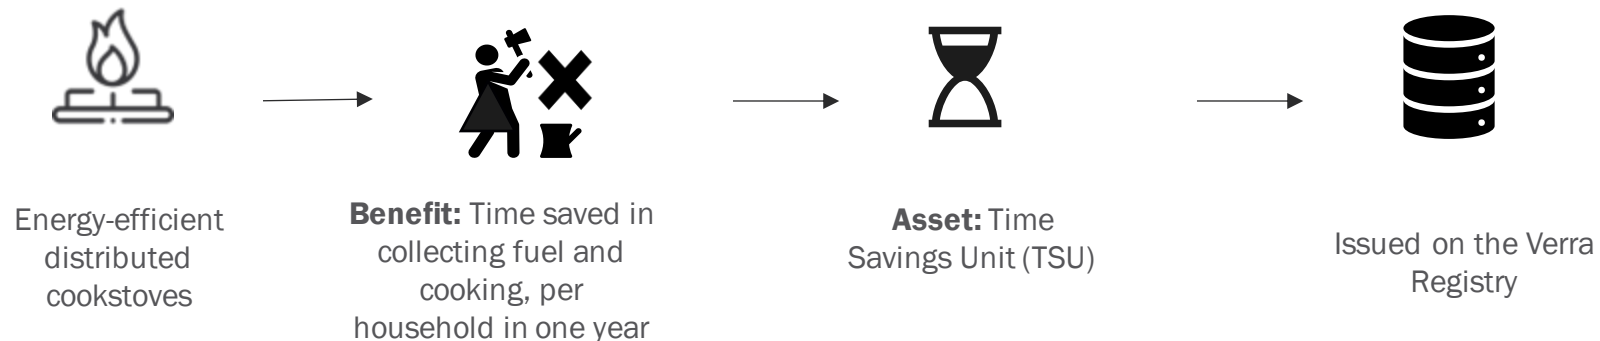 Energy-efficient
distributed
cookstoves
Benefit: Time saved in
collecting fuel and
cooking, per
household in one year
Asset: Time
Savings Unit (TSU)
Issued on the Verra
Registry